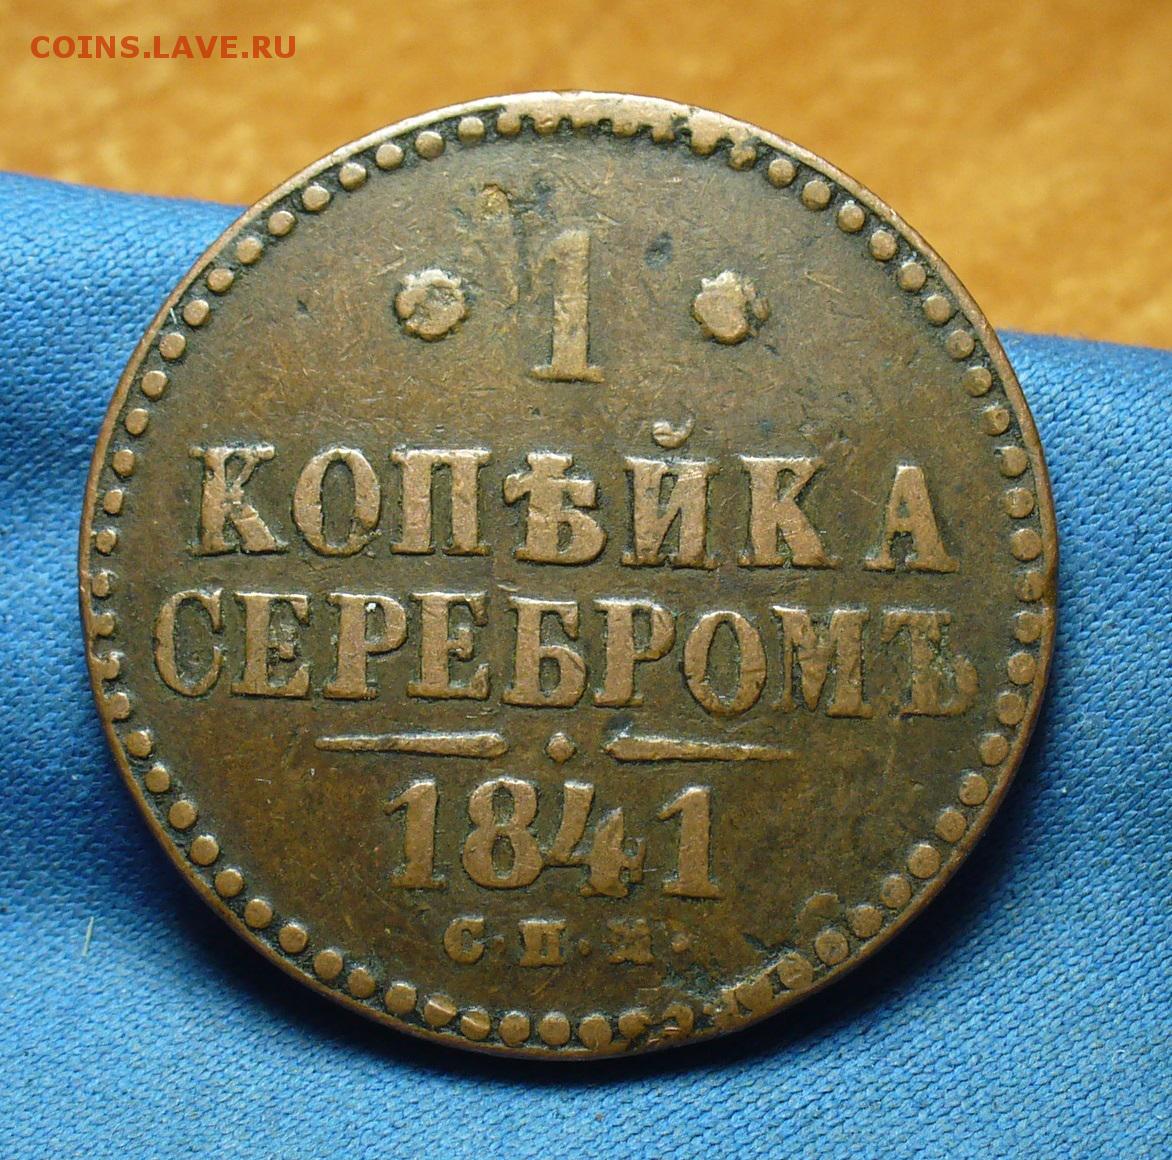 COINS.LAVE.RU
1
КОПѢЙКА
СЕРЕБРОМЪ
1841
С.П.М.